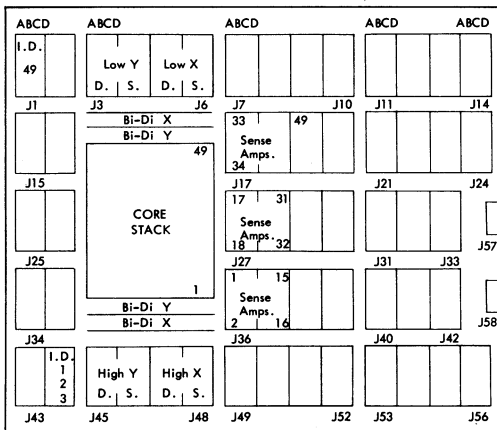 ABCD ABCD ABCD ABCD ABCD
I.D.
49
Low Y Low X
D. S. D. S.
J1 J3 J6 J7 J10 J11 J14
Bi-Di X
Bi-Di Y
33 49
Sense
Amps.
34
49
J15 J17 J21 J24
CORE
STACK
17 31
Sense
Amps.
18 32
J57
J25 J27 J31 J33
1 15
Sense
Amps.
2 16
1
J58
Bi-Di Y
Bi-Di X
J34 J36 J40 J42
I.D.
1
2
3
High Y High X
D. S. D. S.
J43 J45 J48 J49 J52 J53 J56